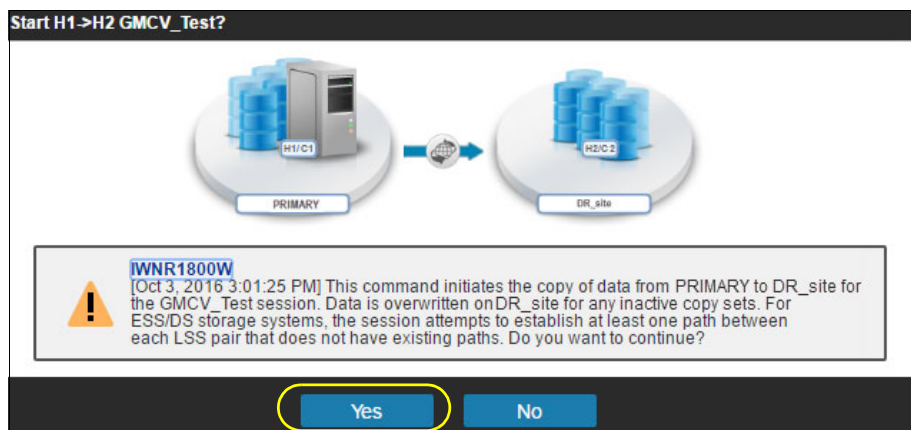 Start H1->H2 GMCV_Test?
H1/C1
H2/C 2
PRIMARY
DR_site
IWNR1800W
[Oct 3, 2016 3:01:25 PM] This command initiates the copy of data from PRIMARY to DR_site for
the GMCV_Test session. Data is overwritten on DR_site for any inactive copy sets. For
ESS/DS storage systems, the session attempts to establish at least one path between
each LSS pair that does not have existing paths. Do you want to continue?
Yes
No